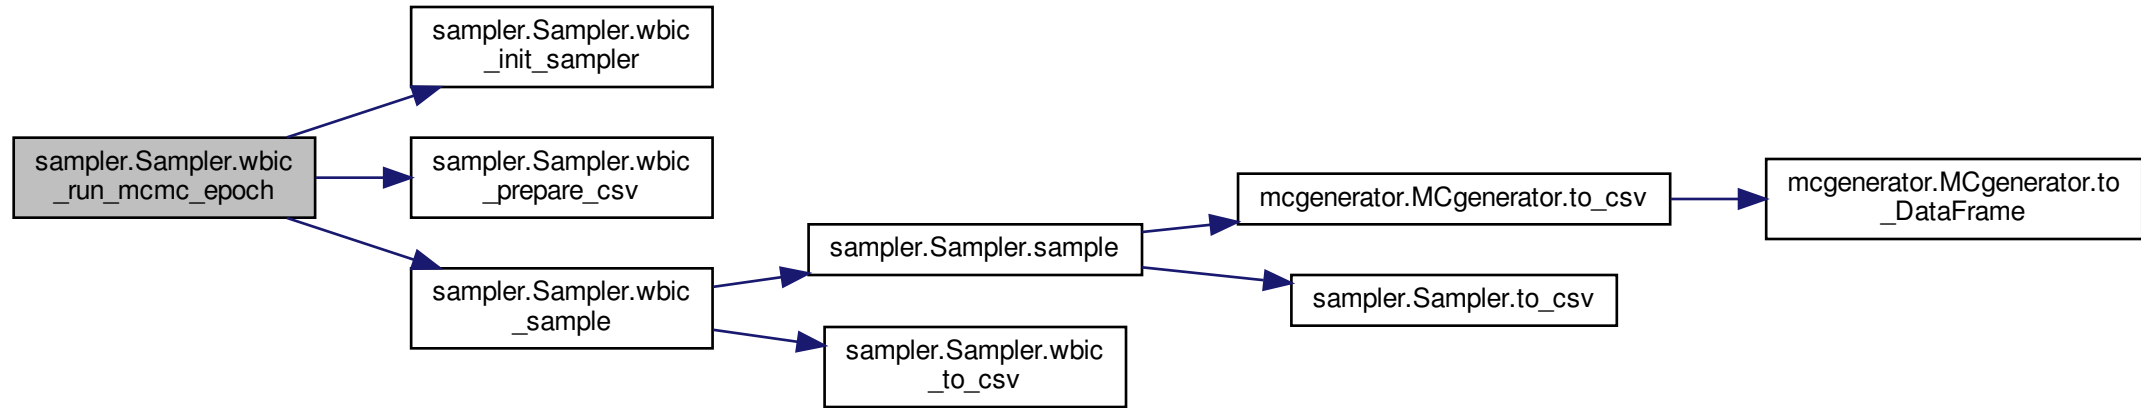 sampler.Sampler.wbic
_run_mcmc_epoch
sampler.Sampler.wbic
_init_sampler
sampler.Sampler.wbic
_prepare_csv
sampler.Sampler.wbic
_sample
sampler.Sampler.sample
sampler.Sampler.wbic
_to_csv
mcgenerator.MCgenerator.to_csv
sampler.Sampler.to_csv
mcgenerator.MCgenerator.to
_DataFrame